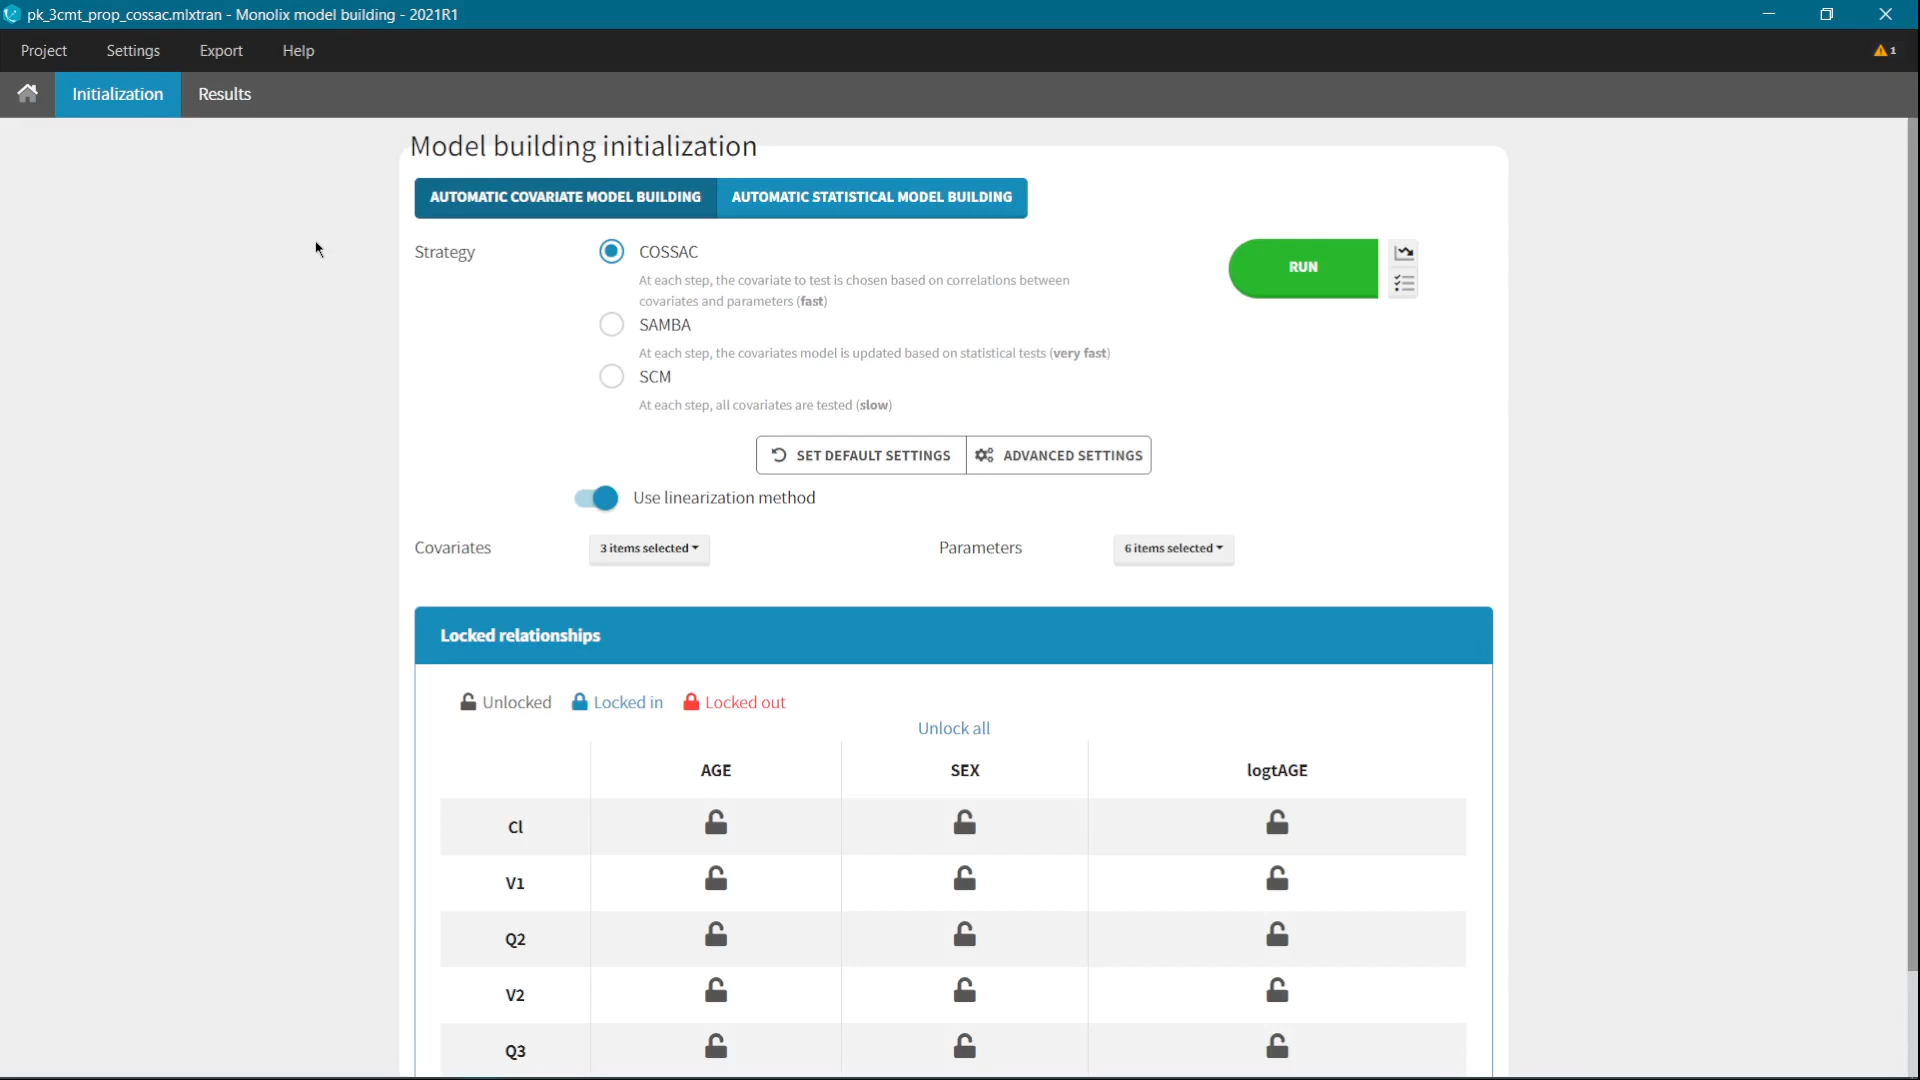 pk_3cmt_prop_cossac.mlxtran - Monolix model building - 2021R1
Project Settings Export Help 1
Initialization Results
Model building initialization
AUTOMATIC COVARIATE MODEL BUILDING AUTOMATIC STATISTICAL MODEL BUILDING
Strategy COSSAC RUN
At each step, the covariate to test is chosen based on correlations between
covariates and parameters (fast)
SAMBA
At each step, the covariates model is updated based on statistical tests (very fast)
SCM
At each step, all covariates are tested (slow)
SET DEFAULT SETTINGS ADVANCED SETTINGS
Use linearization method
Covariates 3 items selected Parameters 6 items selected
Locked relationships
Unlocked Locked in Locked out
Unlock all
AGE SEX logtAGE
Cl
V1
Q2
V2
Q3